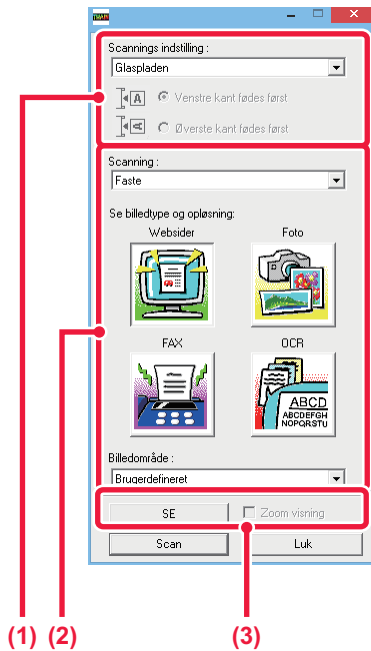 TWAIN
Scannings indstilling :
Glaspladen
A Venstre kant fødes først
A Øverste kant fødes først
Scanning :
Faste
Se billedtype og opløsning:
Websider Foto
FAX OCR
ABCD
ABCDEFGH
NOPQRSTU
Billedområde :
Brugerdefineret
SE Zoom visning
Scan Luk
(1) (2) (3)